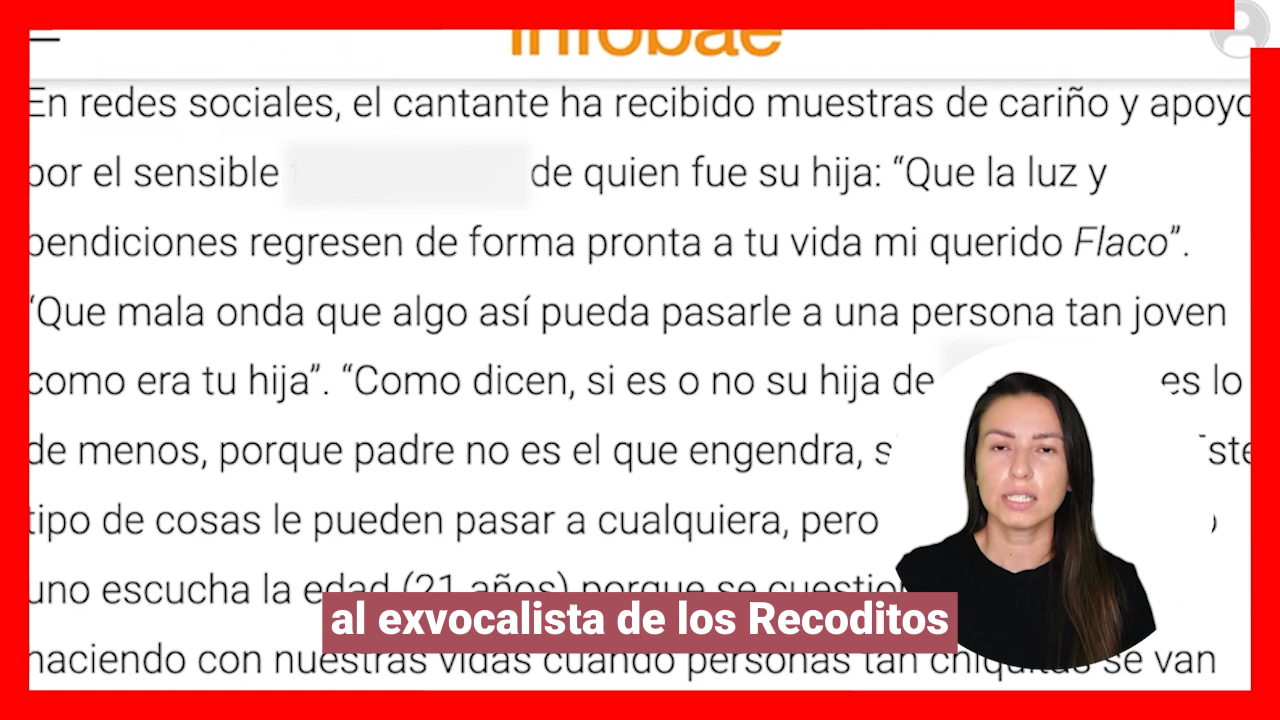 infobae
En redes sociales, el cantante ha recibido muestras de cariño y apoyo
por el sensible de quien fue su hija: “Que la luz y
bendiciones regresen de forma pronta a tu vida mi querido Flaco”.
“Que mala onda que algo así pueda pasarle a una persona tan joven
como era tu hija”. “Como dicen, si es o no su hija de es lo
de menos, porque padre no es el que engendra,
tipo de cosas le pueden pasar a cualquiera, pero
uno escucha la edad (21 años) porque se
al exvocalista de los Recoditos
haciendo con nuestras vidas cuando personas tan chiquitas se van